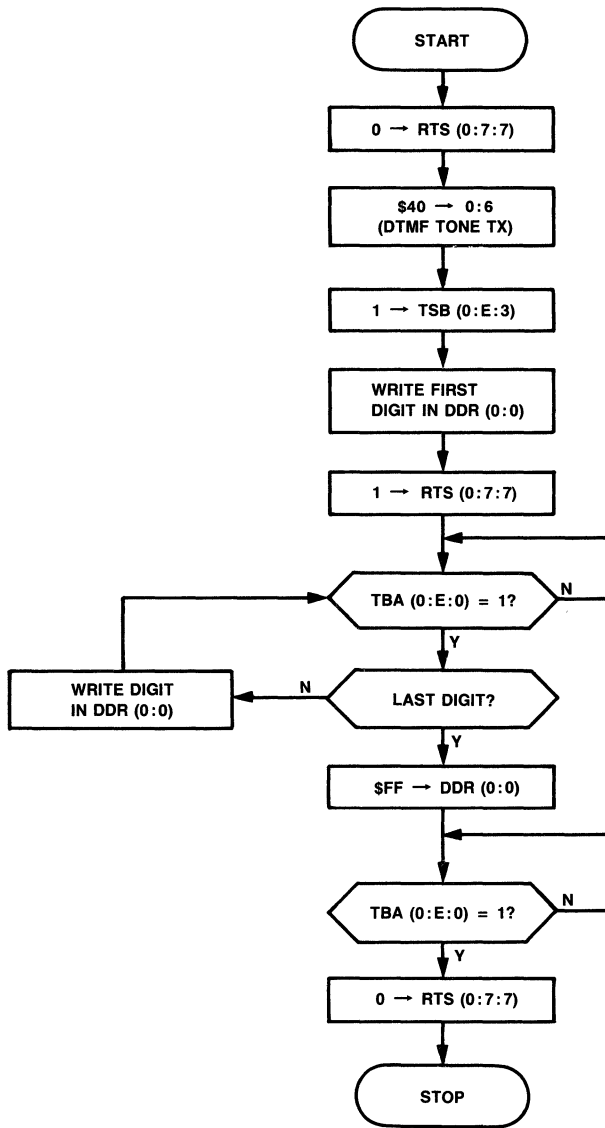 START
0 → RTS (0:7:7)
$40 → 0:6
(DTMF TONE TX)
1 → TSB (0:E:3)
WRITE FIRST
DIGIT IN DDR (0:0)
1 → RTS (0:7:7)
TBA (0:E:0) = 1?
N
Y
LAST DIGIT?
N
WRITE DIGIT
IN DDR (0:0)
Y
$FF → DDR (0:0)
TBA (0:E:0) = 1?
N
Y
0 → RTS (0:7:7)
STOP